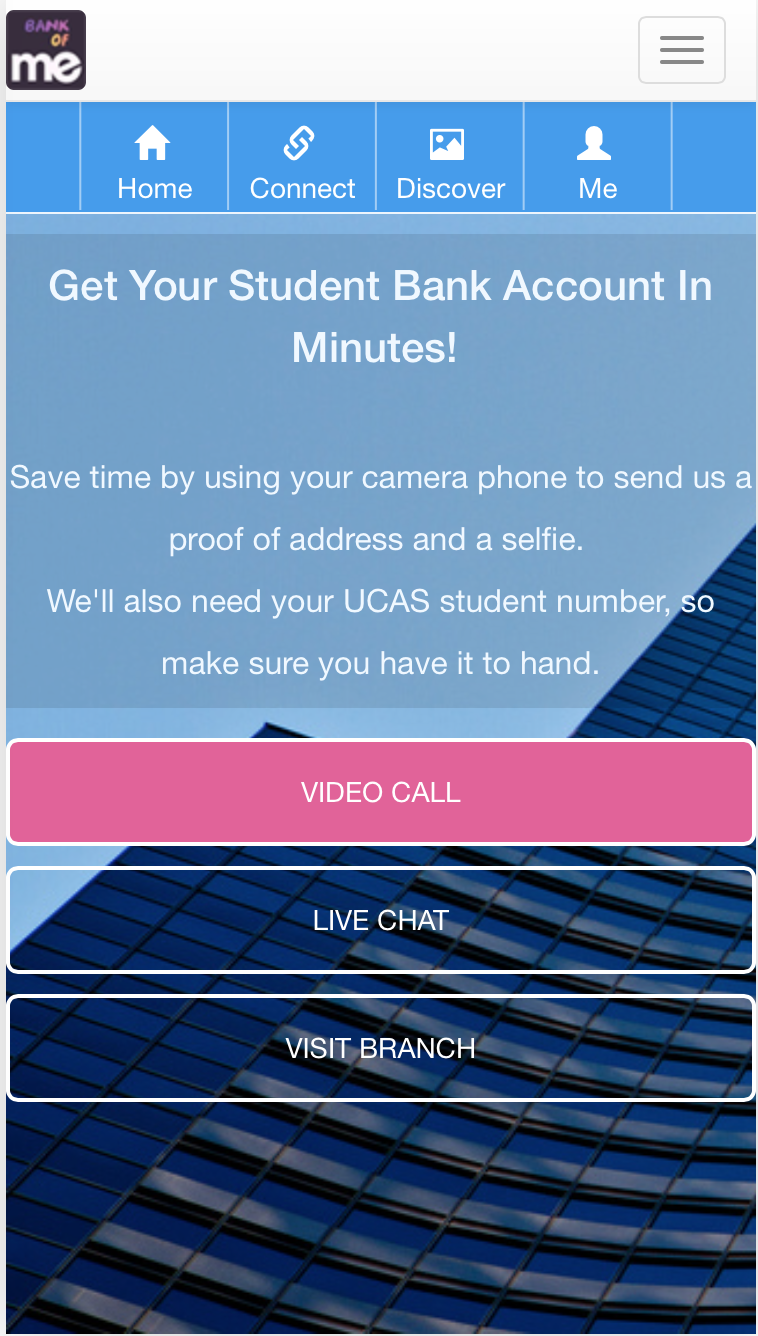 BANK
OF
me
Home
Connect
Discover
Me
Get Your Student Bank Account In
Minutes!
Save time by using your camera phone to send us a
proof of address and a selfie.
We'll also need your UCAS student number, so
make sure you have it to hand.
VIDEO CALL
LIVE CHAT
VISIT BRANCH